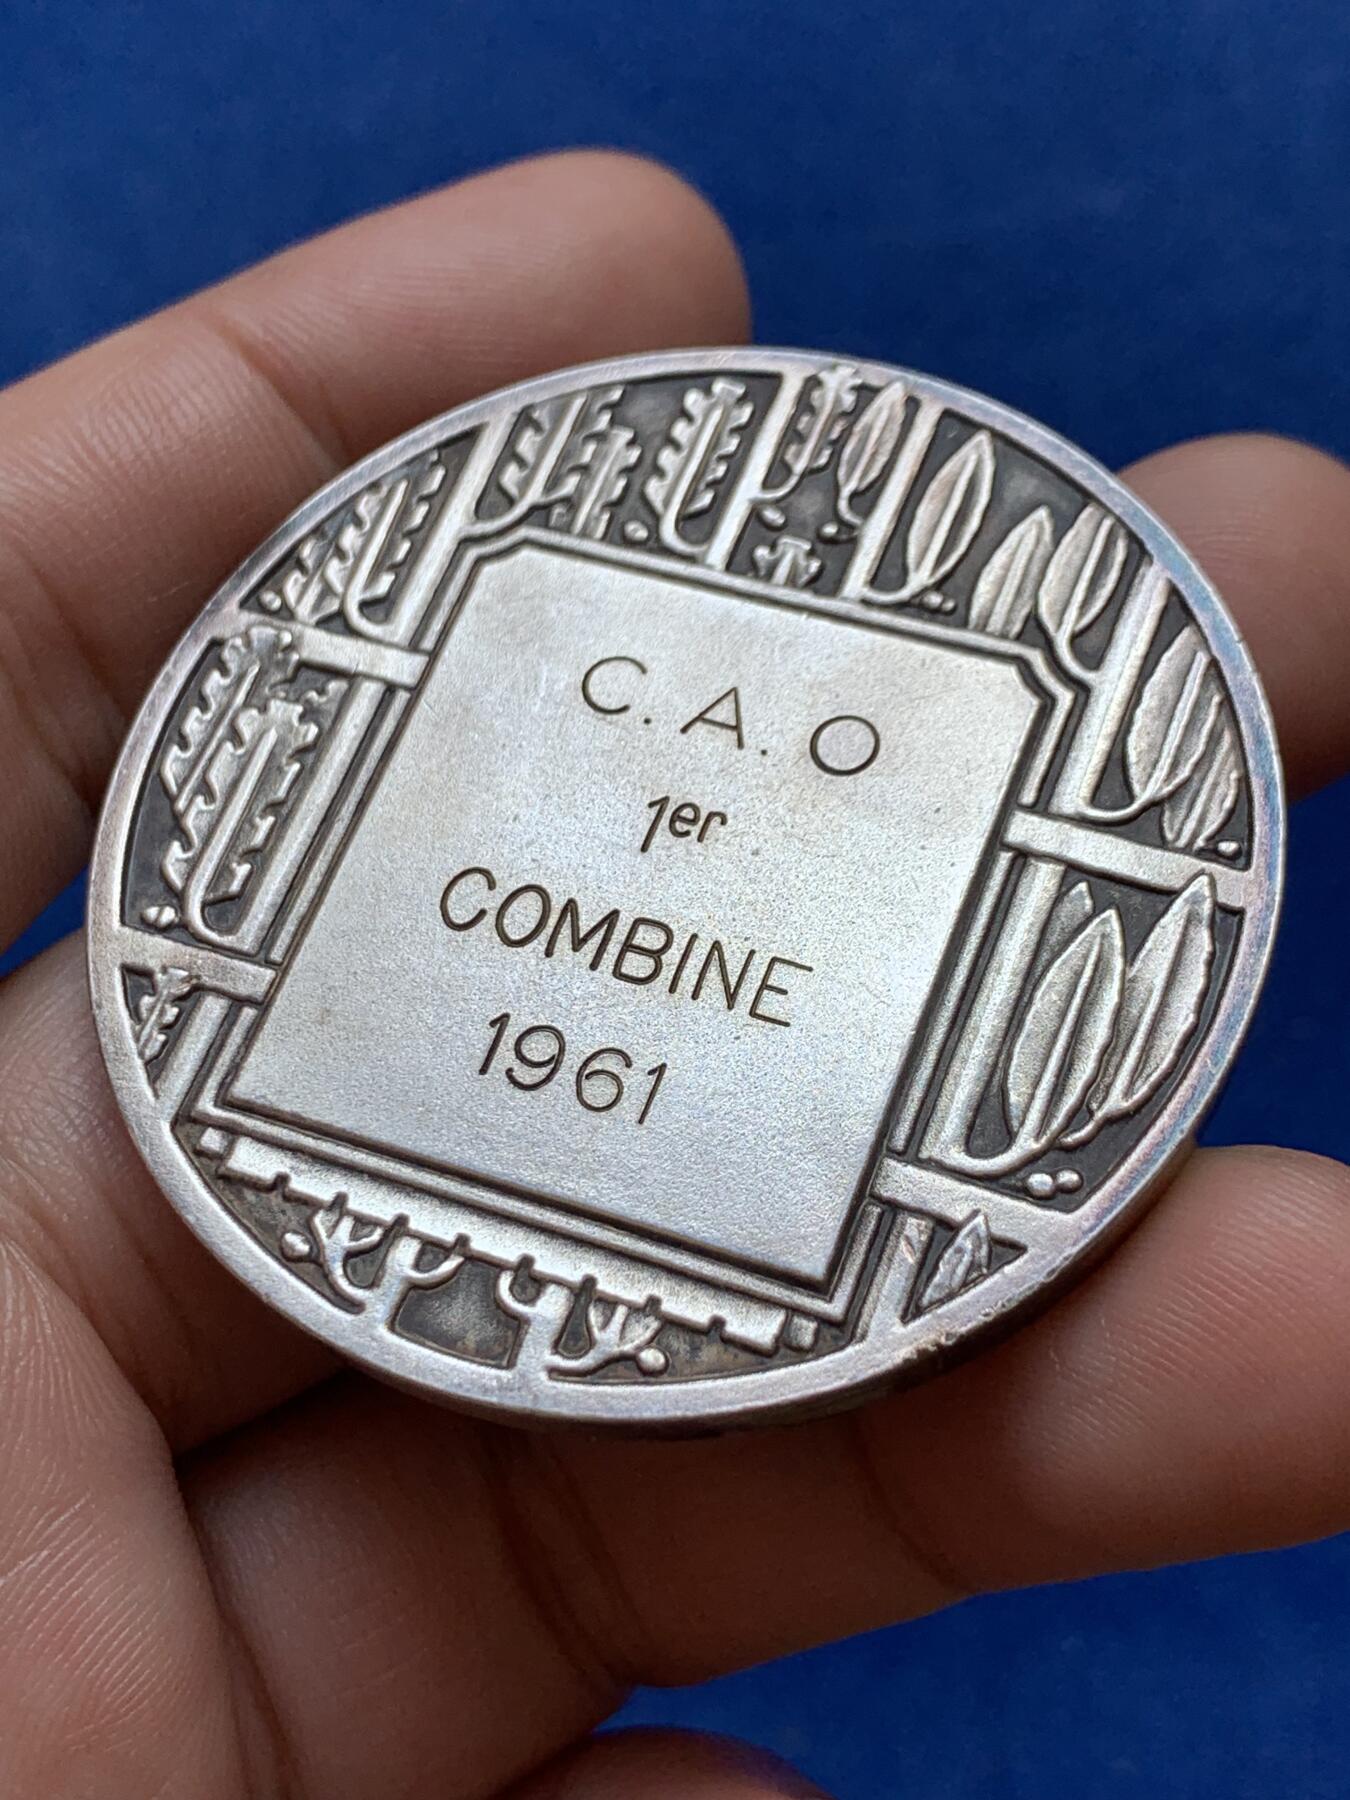 C. A. O
1er
COMBINE
1961